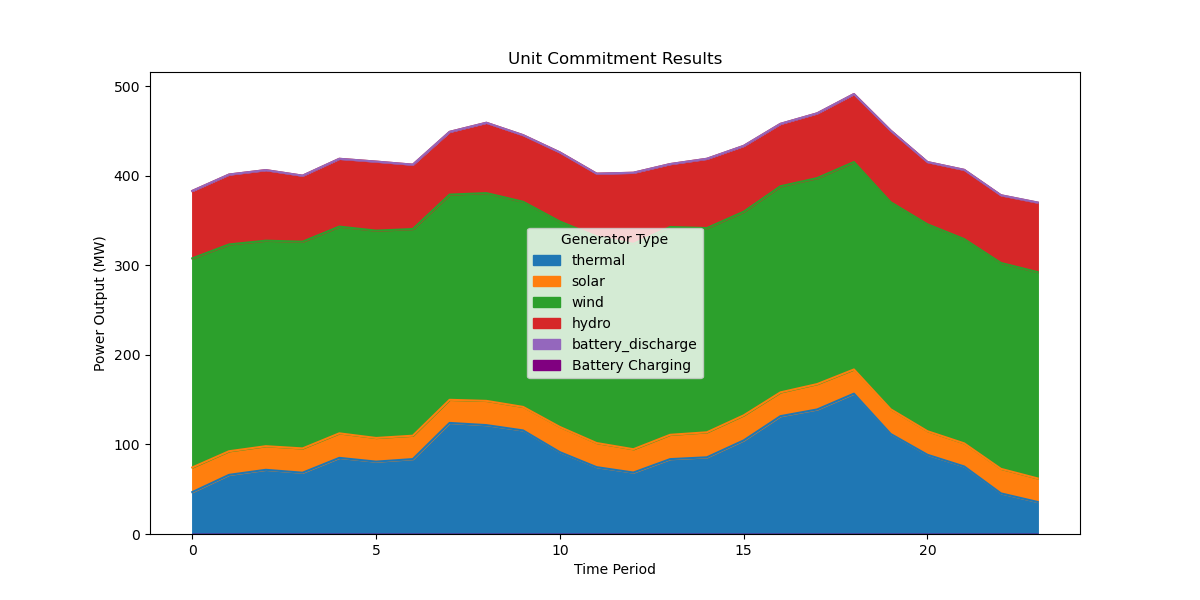 Unit Commitment Results
Power Output (MW)
500
400
300
200
100
0
Generator Type
thermal
solar
wind
hydro
battery_discharge
Battery Charging
0 5 10 15 20
Time Period